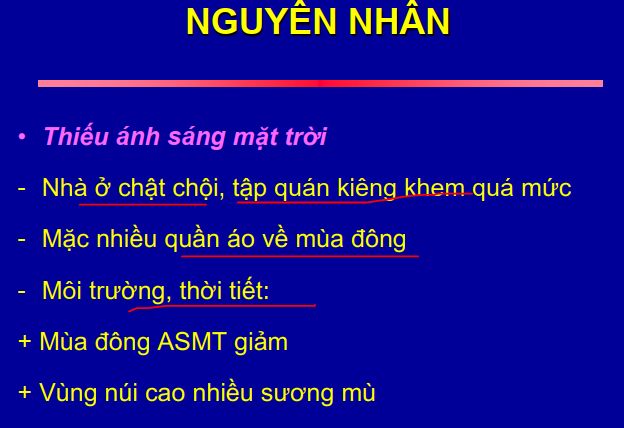 NGUYÊN NHÂN
• Thiếu ánh sáng mặt trời
- Nhà ở chật chội, tập quán kiêng khem quá mức
- Mặc nhiều quần áo về mùa đông
- Môi trường, thời tiết:
+ Mùa đông ASMT giảm
+ Vùng núi cao nhiều sương mù